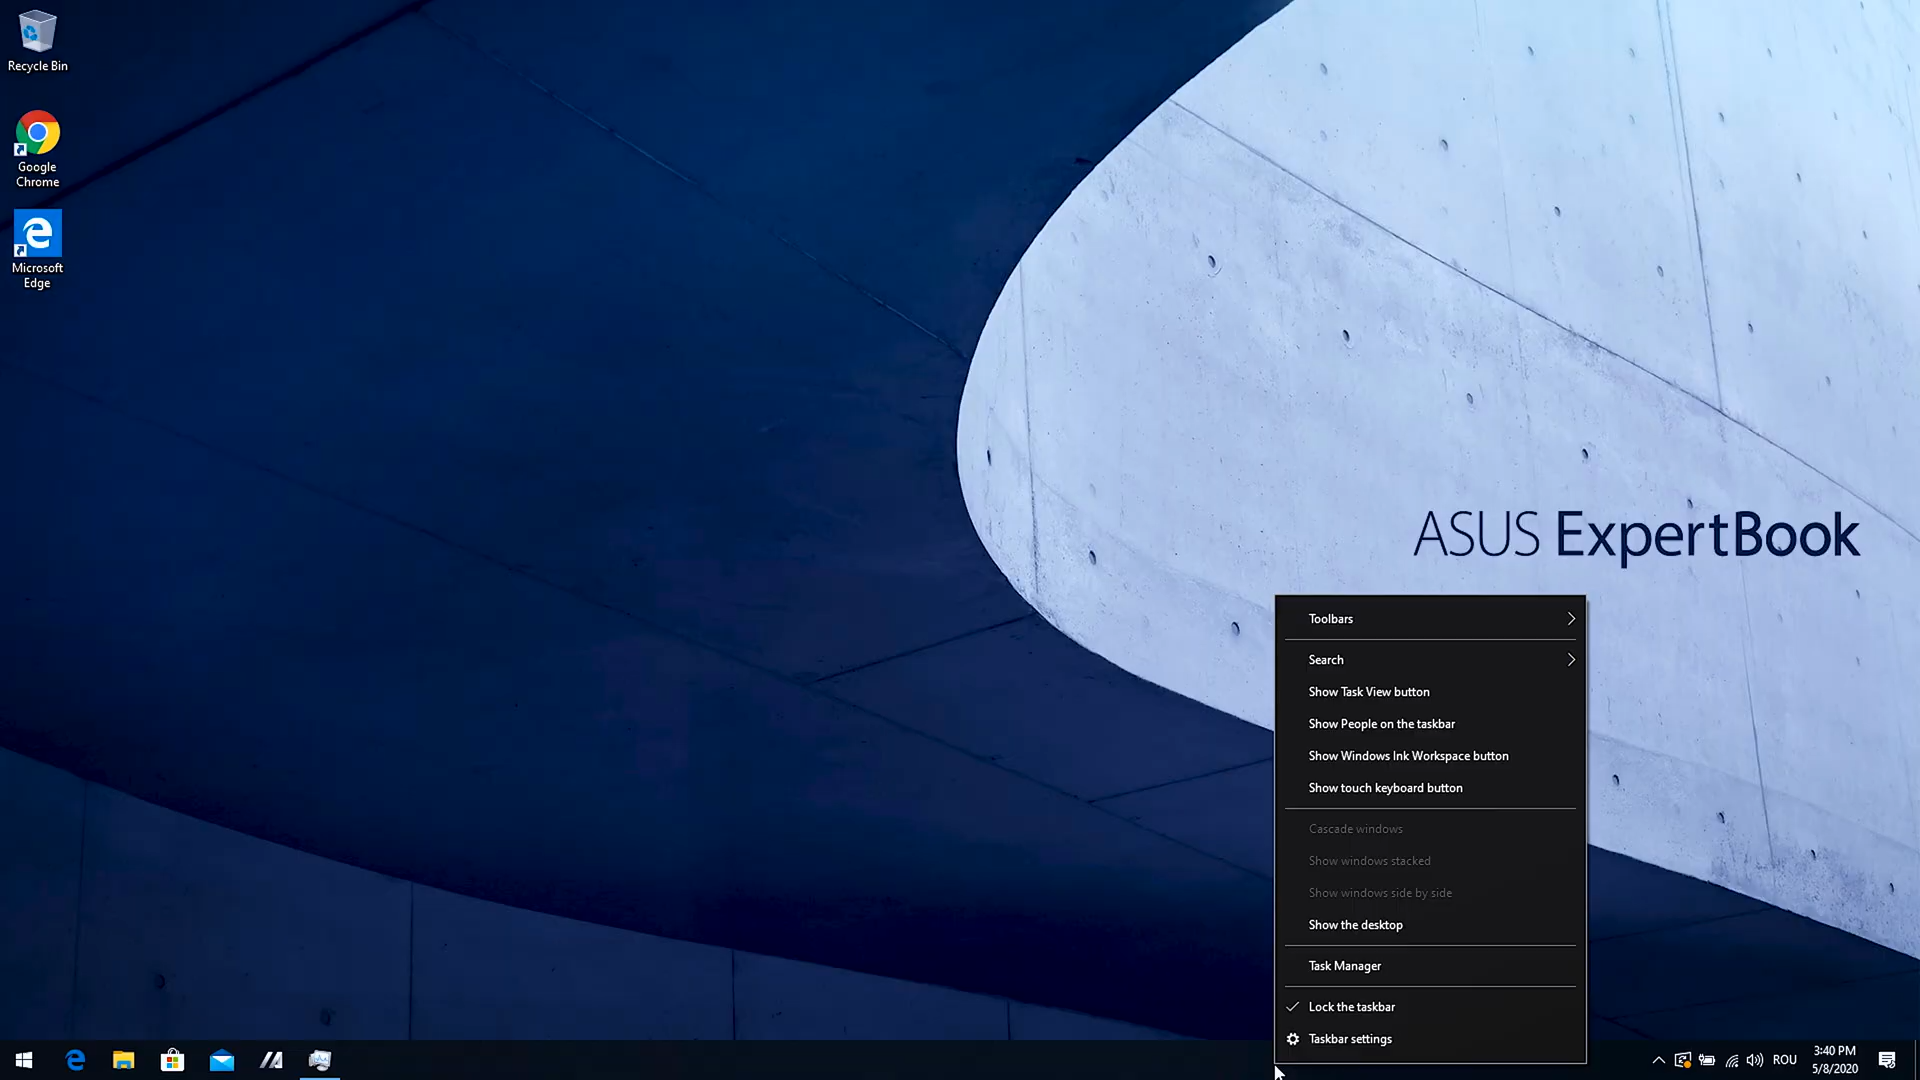 Recycle Bin
Google
Chrome
Microsoft
Edge
ASUS ExpertBook
Toolbars
Search
Show Task View button
Show People on the taskbar
Show Windows Ink Workspace button
Show touch keyboard button
Cascade windows
Show windows stacked
Show windows side by side
Show the desktop
Task Manager
Lock the taskbar
Taskbar settings
ROU
3:40 PM
5/8/2020